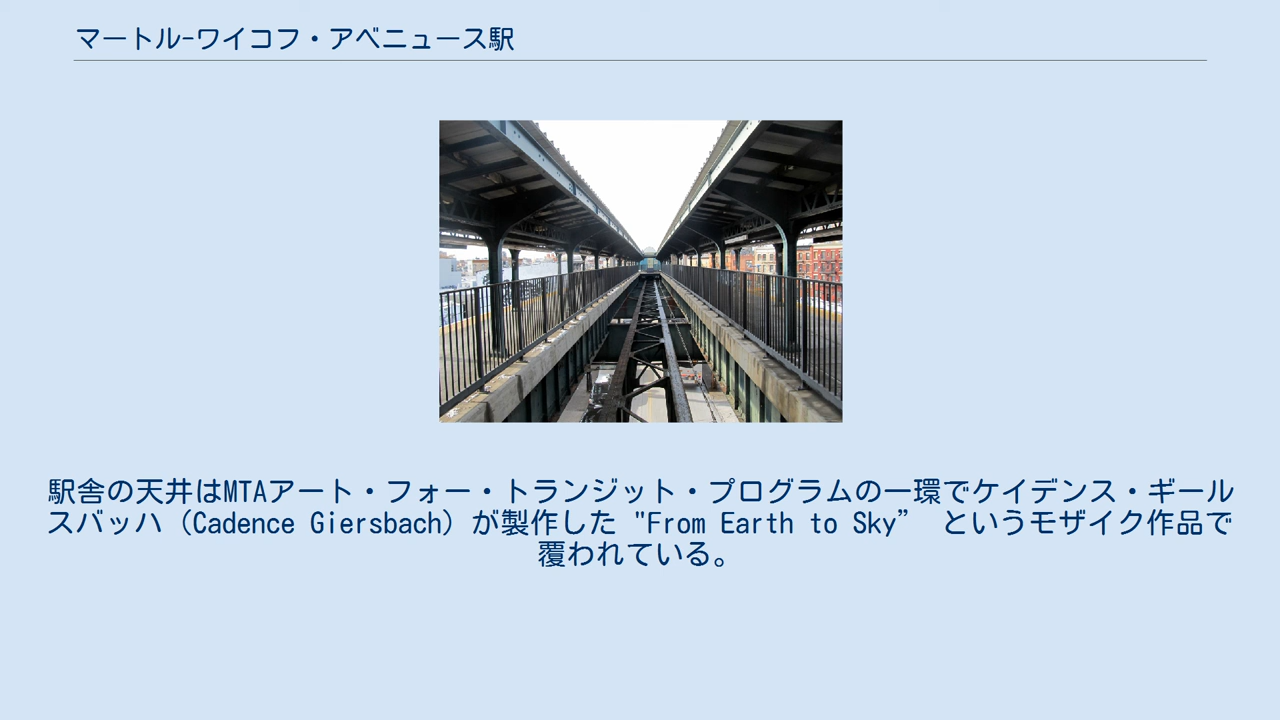 マートル-ワイコフ・アベニュース駅
駅舎の天井はMTAアート・フォー・トランジット・プログラムの一環でケイデンス・ギール
スバッハ（Cadence Giersbach）が製作した "From Earth to Sky” というモザイク作品で
覆われている。